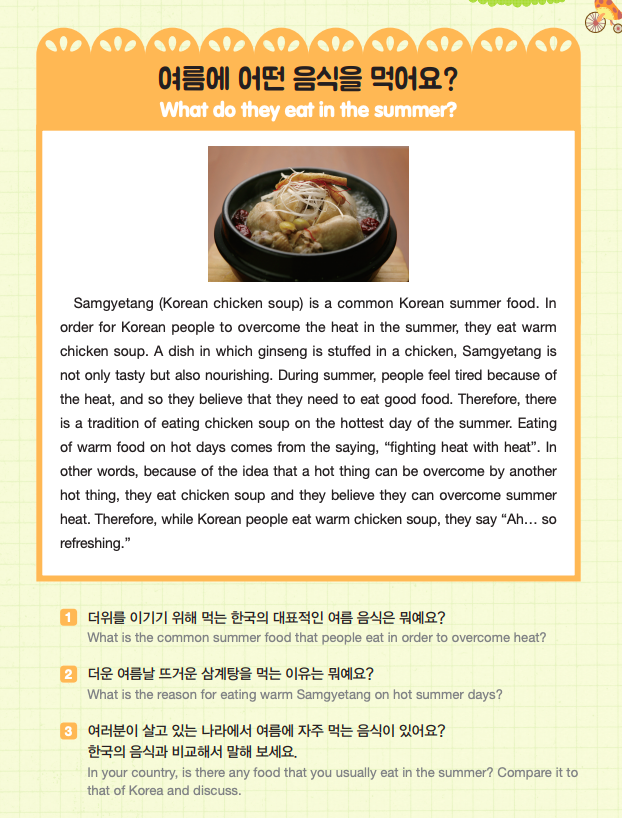 여름에 어떤 음식을 먹어요?
What do they eat in the summer?
Samgyetang (Korean chicken soup) is a common Korean summer food. In
order for Korean people to overcome the heat in the summer, they eat warm
chicken soup. A dish in which ginseng is stuffed in a chicken, Samgyetang is
not only tasty but also nourishing. During summer, people feel tired because of
the heat, and so they believe that they need to eat good food. Therefore, there
is a tradition of eating chicken soup on the hottest day of the summer. Eating
of warm food on hot days comes from the saying, “fighting heat with heat”. In
other words, because of the idea that a hot thing can be overcome by another
hot thing, they eat chicken soup and they believe they can overcome summer
heat. Therefore, while Korean people eat warm chicken soup, they say “Ah... so
refreshing.”
1 더위를 이기기 위해 먹는 한국의 대표적인 여름 음식은 뭐예요?
What is the common summer food that people eat in order to overcome heat?
2 더운 여름날 뜨거운 삼계탕을 먹는 이유는 뭐예요?
What is the reason for eating warm Samgyetang on hot summer days?
3 여러분이 살고 있는 나라에서 여름에 자주 먹는 음식이 있어요?
한국의 음식과 비교해서 말해 보세요.
In your country, is there any food that you usually eat in the summer? Compare it to
that of Korea and discuss.